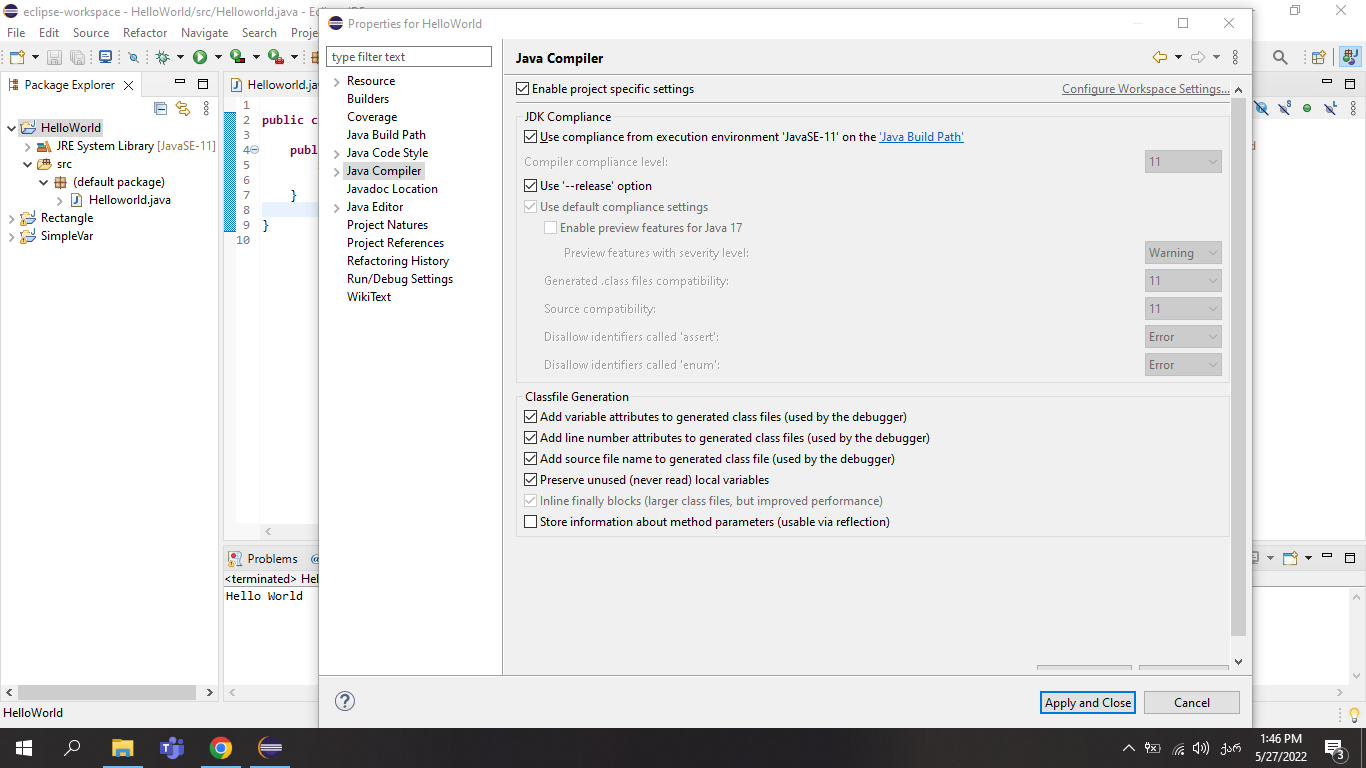 eclipse-workspace - HelloWorld/src/Helloworld.java - Ec
Properties for HelloWorld
File Edit Source Refactor Navigate Search Proje
type filter text
Java Compiler
Package Explorer
Helloworld.ja
Resource
Builders
Coverage
Java Build Path
Java Code Style
Java Compiler
Javadoc Location
Java Editor
Project Natures
Project References
Refactoring History
Run/Debug Settings
WikiText
HelloWorld
JRE System Library [JavaSE-11]
src
(default package)
Helloworld.java
Rectangle
SimpleVar
1
2 public c
3
4 publ
5
6
7 }
8
9 }
10
Enable project specific settings
Configure Workspace Settings...
JDK Compliance
Use compliance from execution environment 'JavaSE-11' on the 'Java Build Path'
Compiler compliance level: 11
Use '--release' option
Use default compliance settings
Enable preview features for Java 17
Preview features with severity level: Warning
Generated .class files compatibility: 11
Source compatibility: 11
Disallow identifiers called 'assert': Error
Disallow identifiers called 'enum': Error
Classfile Generation
Add variable attributes to generated class files (used by the debugger)
Add line number attributes to generated class files (used by the debugger)
Add source file name to generated class file (used by the debugger)
Preserve unused (never read) local variables
Inline finally blocks (larger class files, but improved performance)
Store information about method parameters (usable via reflection)
Problems @
<terminated> Hel
Hello World
Apply and Close
Cancel
HelloWorld
ქარ
1:46 PM
5/27/2022
3